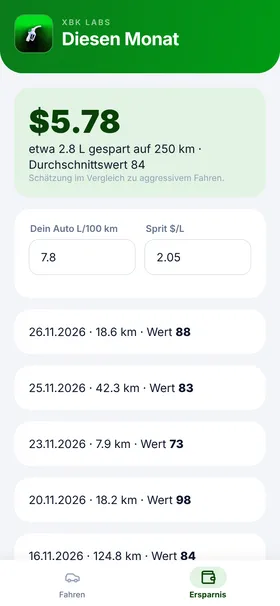 XBK LABS
Diesen Monat
$5.78
etwa 2.8 L gespart auf 250 km ·
Durchschnittswert 84
Schätzung im Vergleich zu aggressivem Fahren.
Dein Auto L/100 km
Sprit $/L
7.8
2.05
26.11.2026 · 18.6 km · Wert 88
25.11.2026 · 42.3 km · Wert 83
23.11.2026 · 7.9 km · Wert 73
20.11.2026 · 18.2 km · Wert 98
16.11.2026 · 124.8 km · Wert 84
Fahren
Ersparnis